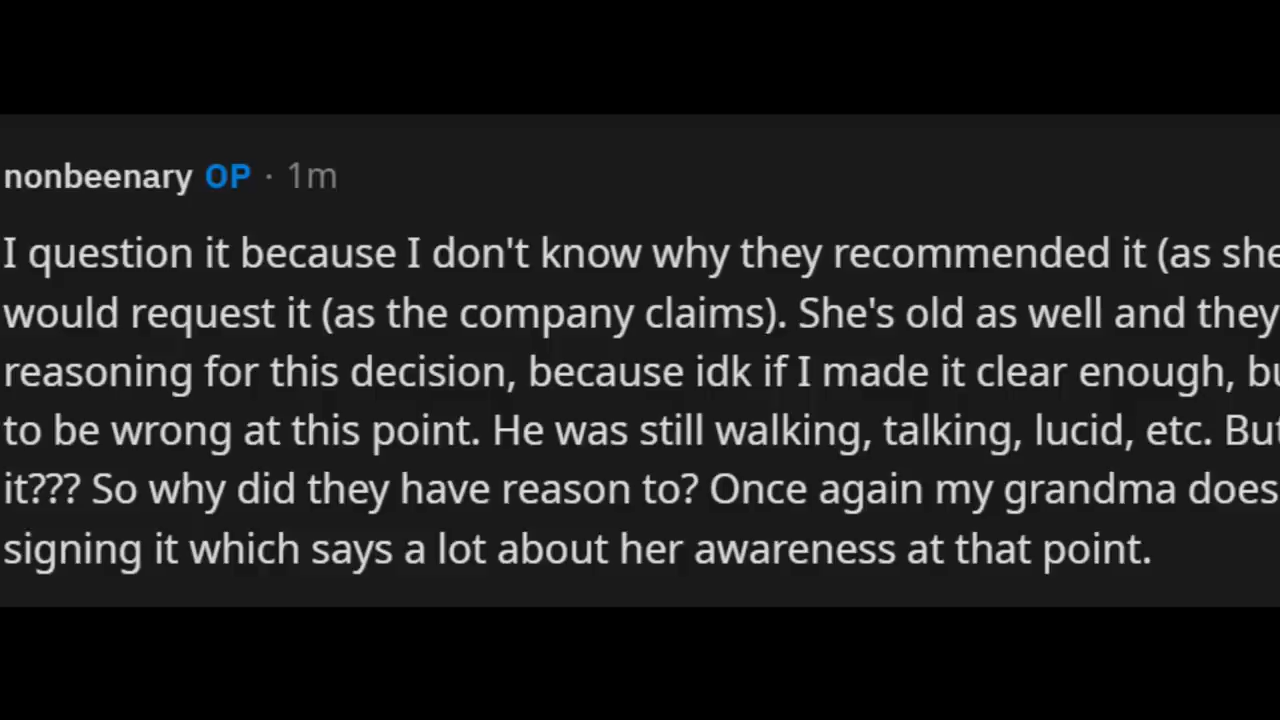 nonbeenary OP · 1m
I question it because I don't know why they recommended it (as she
would request it (as the company claims). She's old as well and they
reasoning for this decision, because idk if I made it clear enough, bu
to be wrong at this point. He was still walking, talking, lucid, etc. But
it??? So why did they have reason to? Once again my grandma does
signing it which says a lot about her awareness at that point.